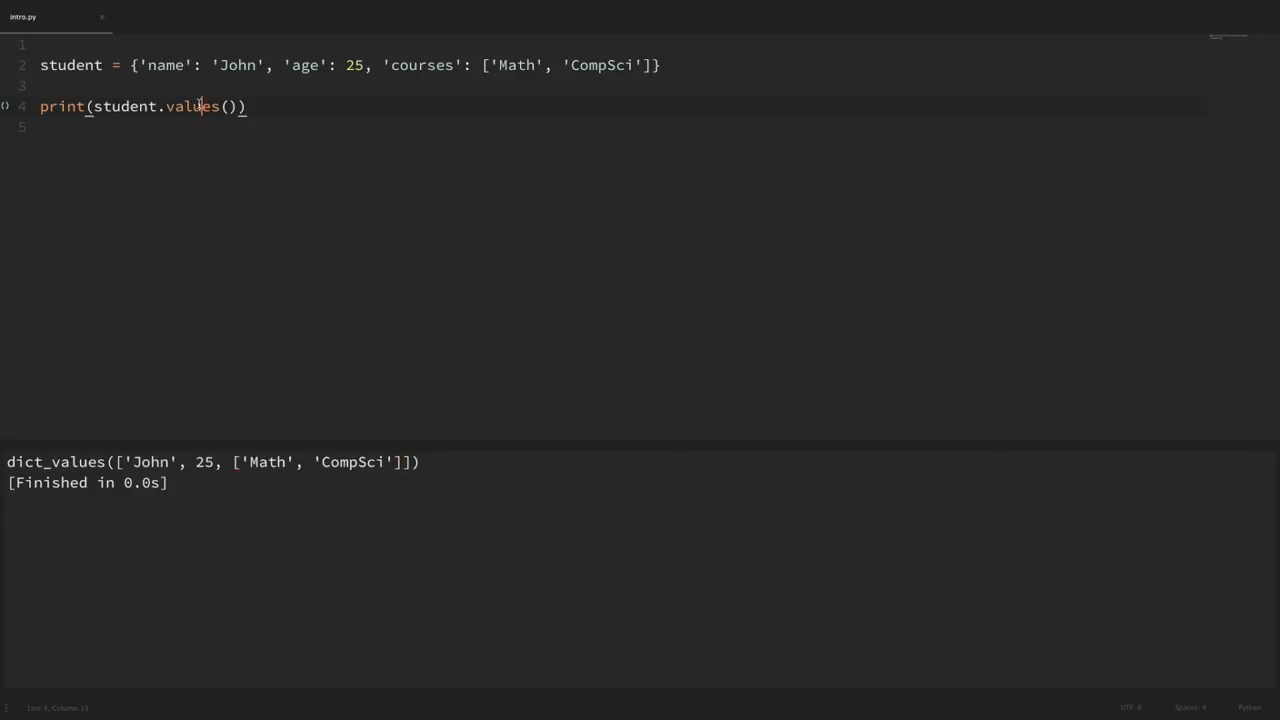 intro.py ×
1
2 student = {'name': 'John', 'age': 25, 'courses': ['Math', 'CompSci']}
3
4 print(student.values())
5
dict_values(['John', 25, ['Math', 'CompSci']])
[Finished in 0.0s]
Line 4, Column 23 UTF-8 Spaces: 4 Python